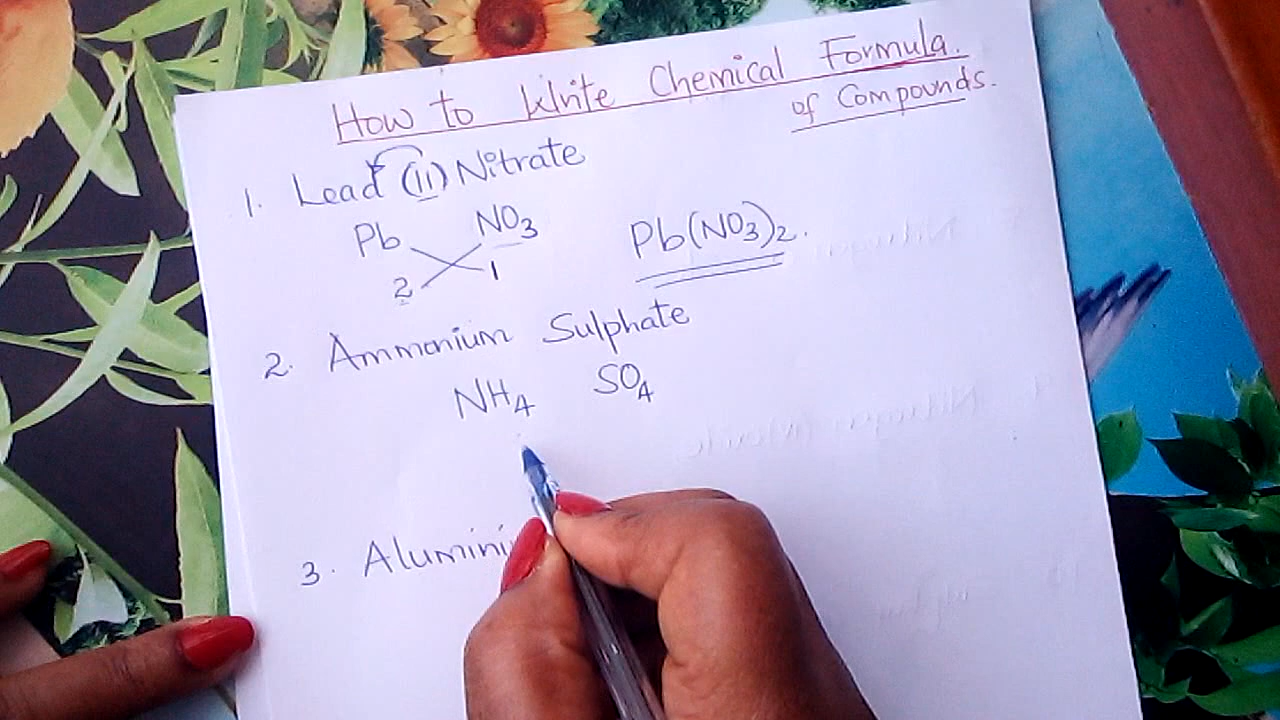 How to Write Chemical Formula.
of Compounds.
1. Lead (II) Nitrate
Pb NO3
2 1
Pb(NO3)2.
2. Ammonium Sulphate
NH4 SO4
3. Alumini